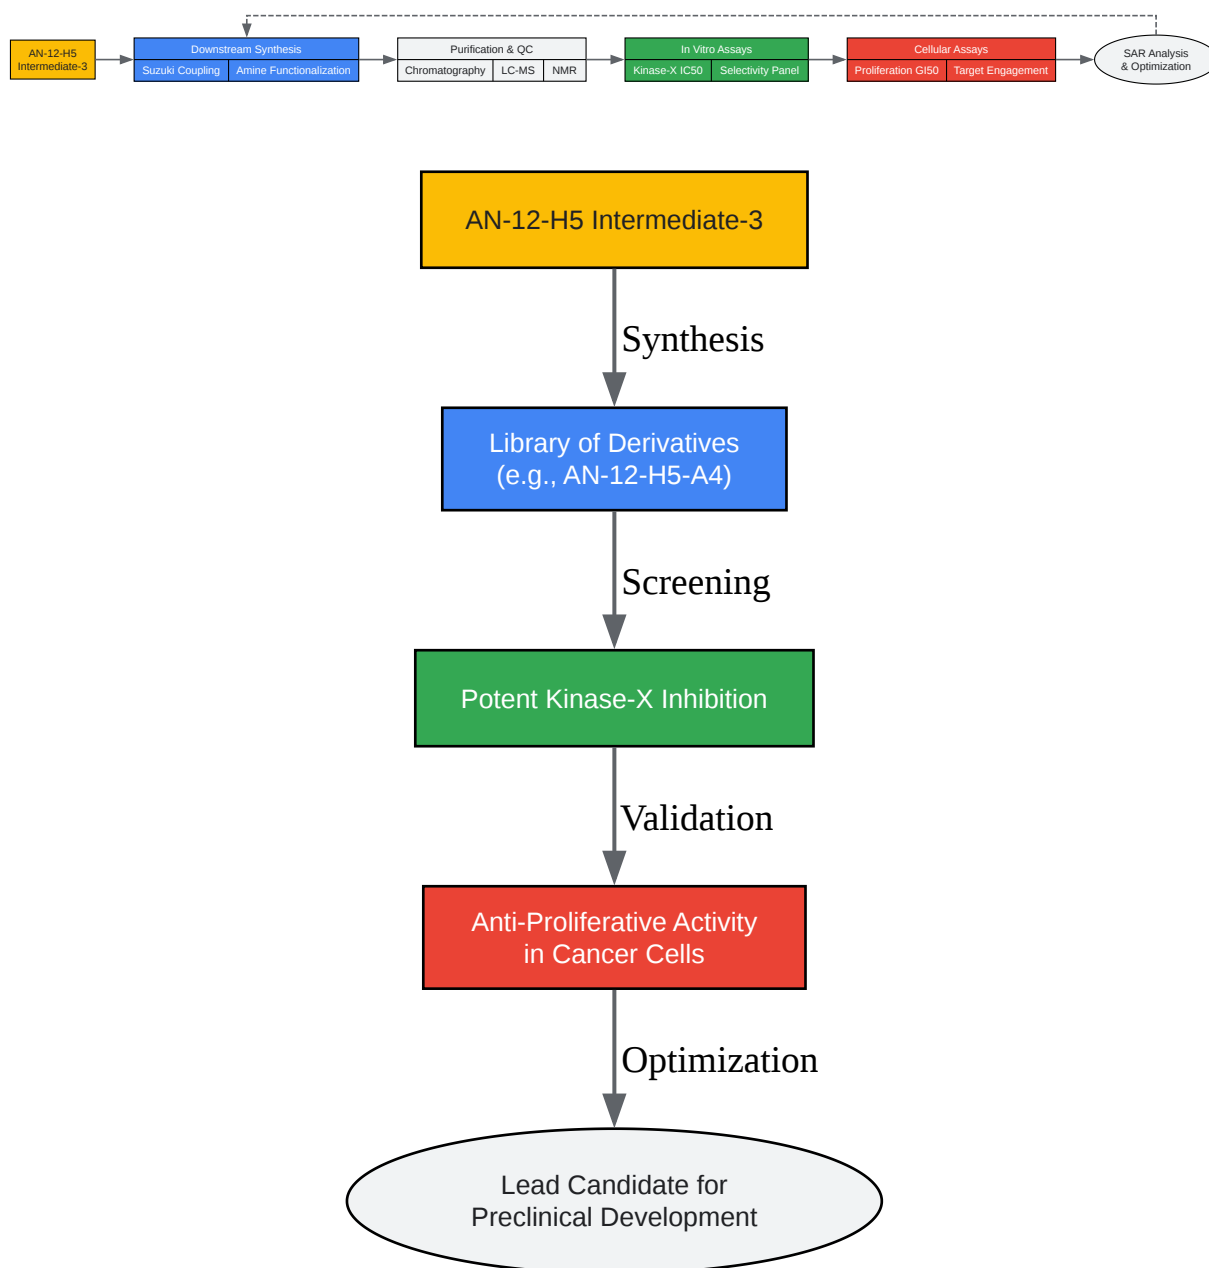 AN-12-H5
Intermediate-3
Downstream Synthesis
Suzuki Coupling
Amine Functionalization
Purification & QC
Chromatography
LC-MS
NMR
In Vitro Assays
Kinase-X IC50
Selectivity Panel
Cellular Assays
Proliferation GI50
Target Engagement
SAR Analysis
& Optimization
AN-12-H5 Intermediate-3
Synthesis
Library of Derivatives
(e.g., AN-12-H5-A4)
Screening
Potent Kinase-X Inhibition
Validation
Anti-Proliferative Activity
in Cancer Cells
Optimization
Lead Candidate for
Preclinical Development